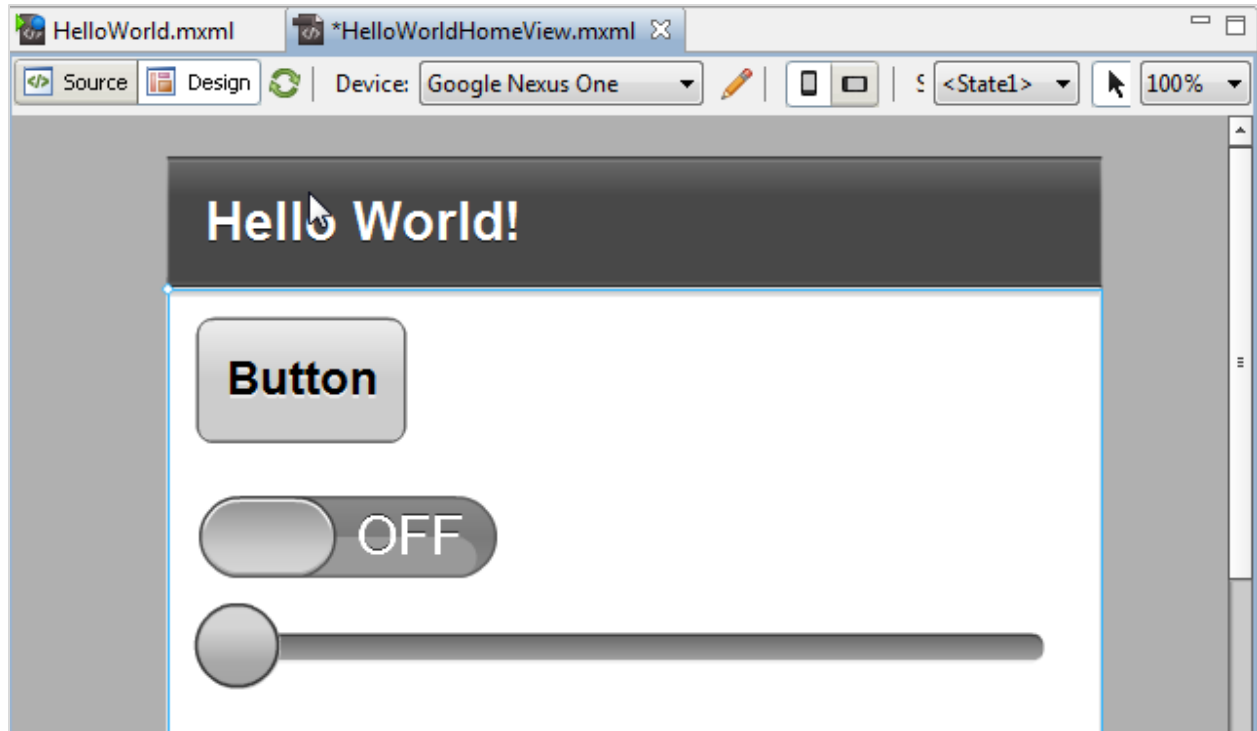 HelloWorld.mxml *HelloWorldHomeView.mxml
Source Design Device: Google Nexus One <State1> 100%
Hello World!
Button
OFF